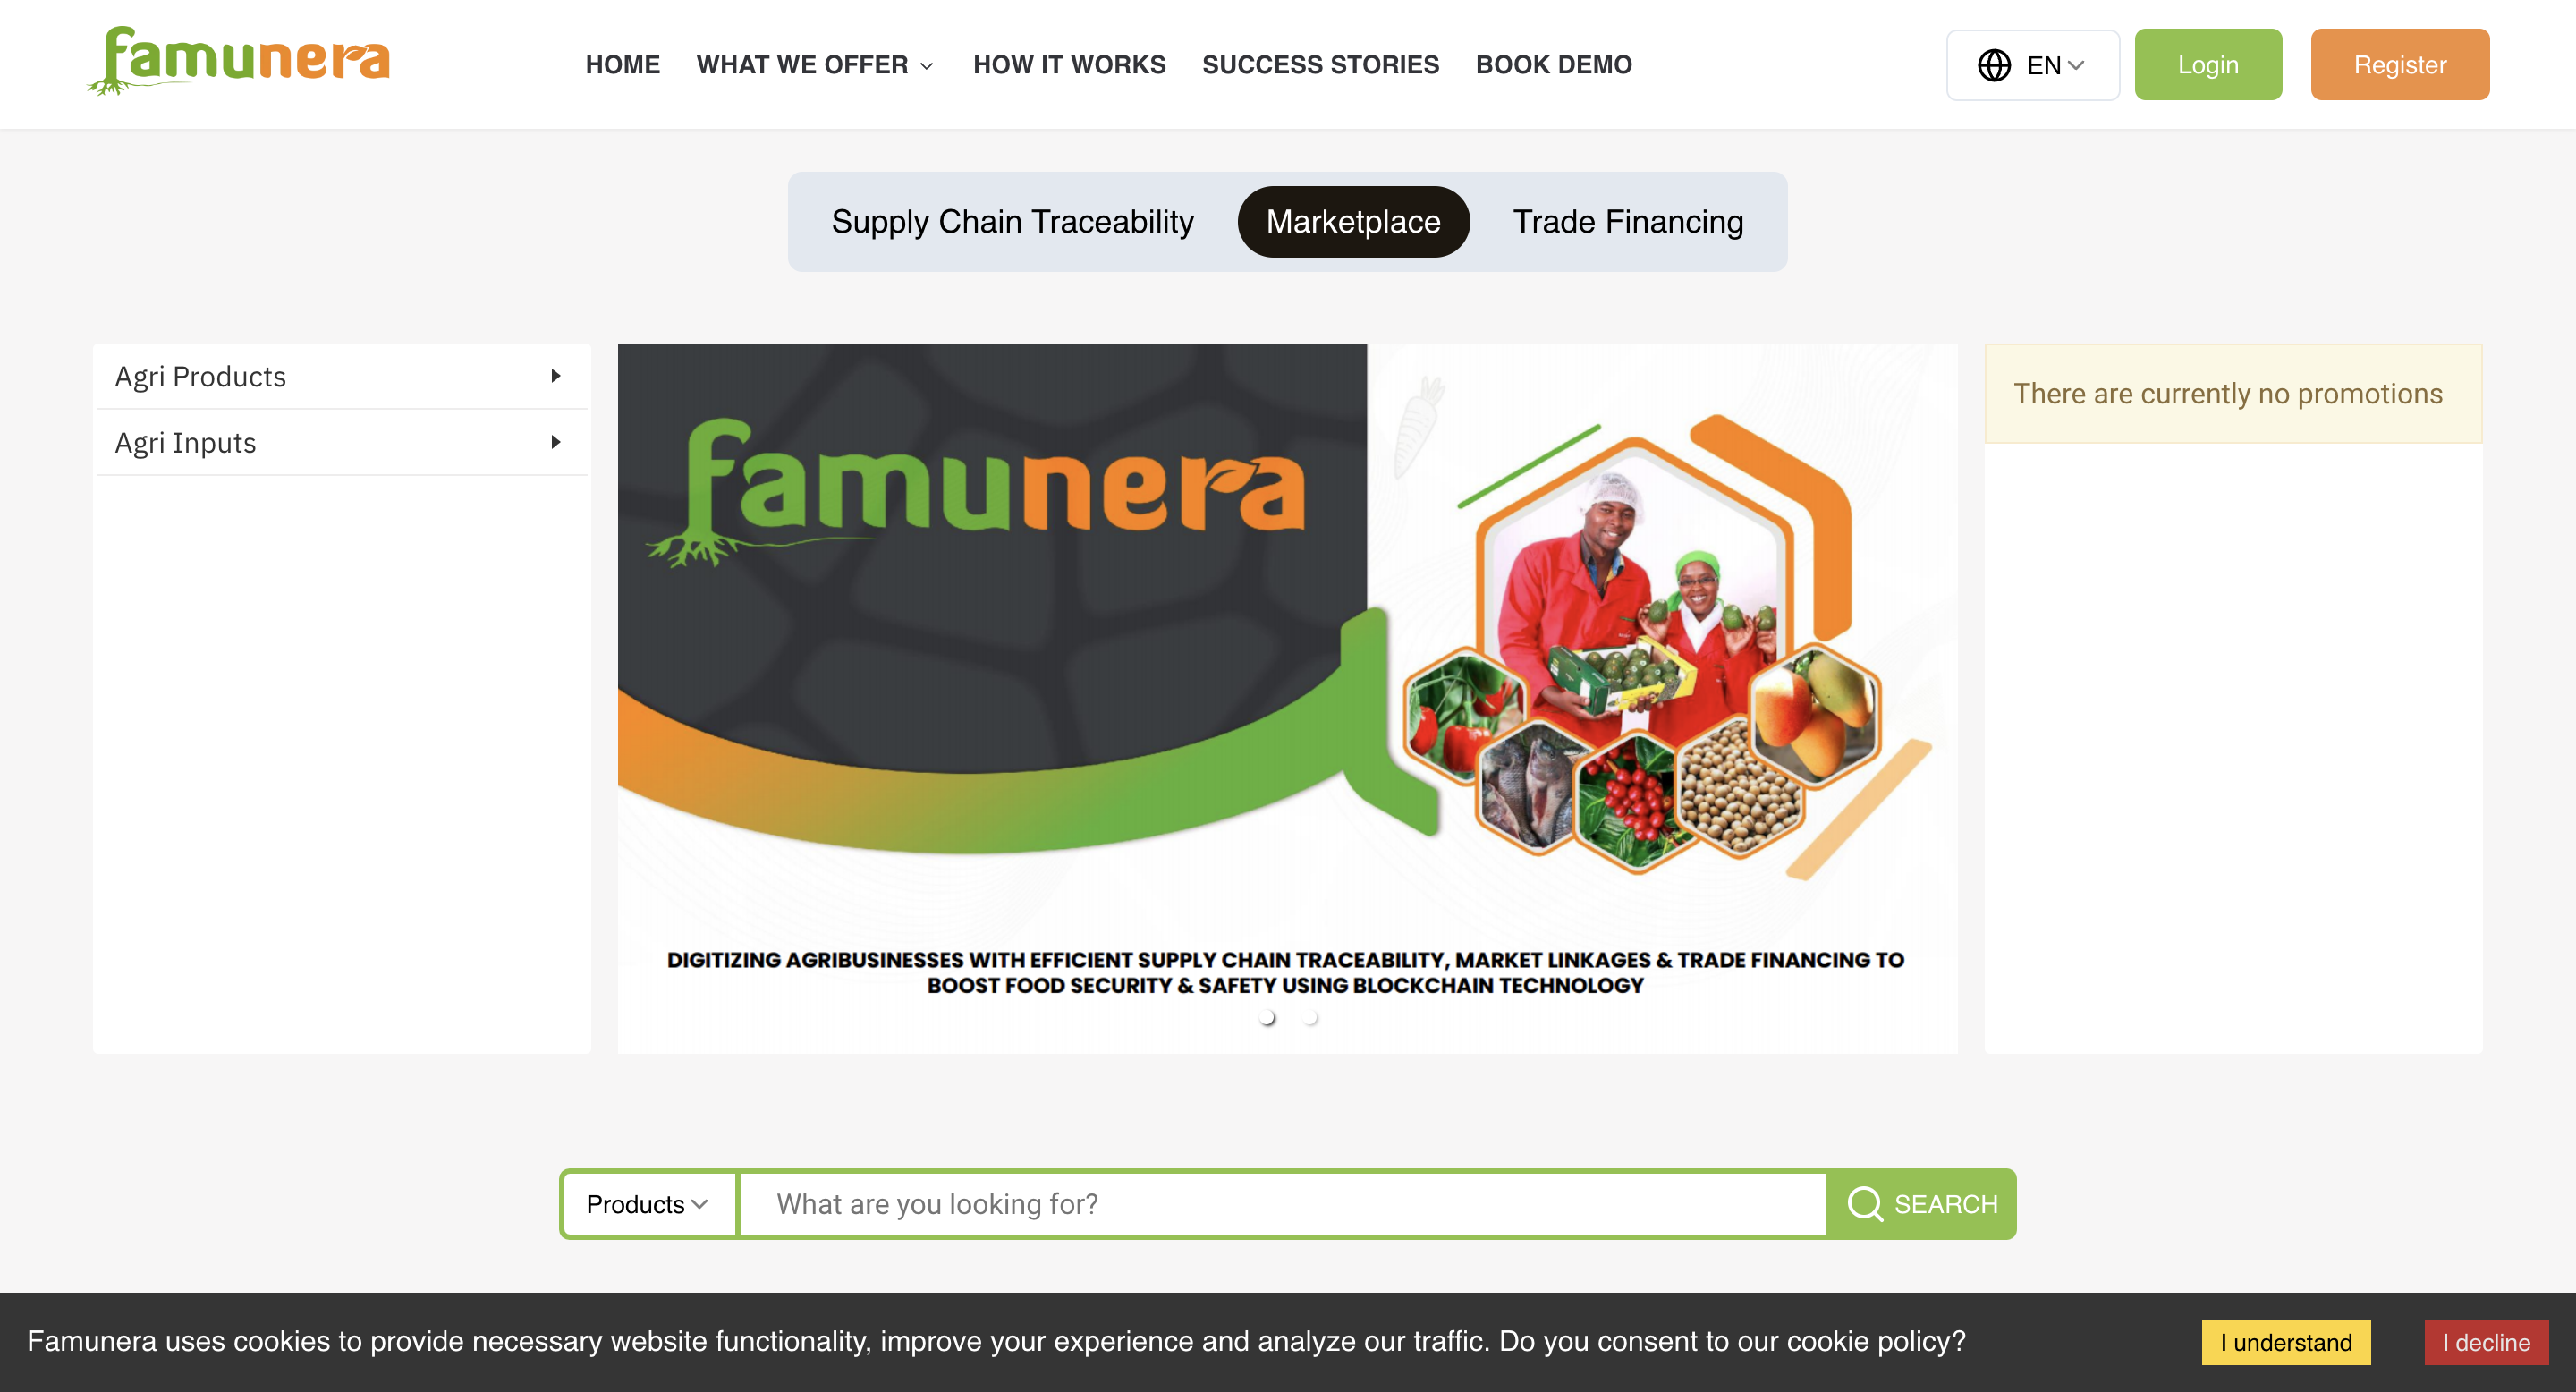 famunera
HOME
WHAT WE OFFER
HOW IT WORKS
SUCCESS STORIES
BOOK DEMO
EN
Login
Register
Supply Chain Traceability
Marketplace
Trade Financing
Agri Products
Agri Inputs
famunera
DIGITIZING AGRIBUSINESSES WITH EFFICIENT SUPPLY CHAIN TRACEABILITY, MARKET LINKAGES & TRADE FINANCING TO
BOOST FOOD SECURITY & SAFETY USING BLOCKCHAIN TECHNOLOGY
There are currently no promotions
Products
What are you looking for?
SEARCH
Famunera uses cookies to provide necessary website functionality, improve your experience and analyze our traffic. Do you consent to our cookie policy?
I understand
I decline